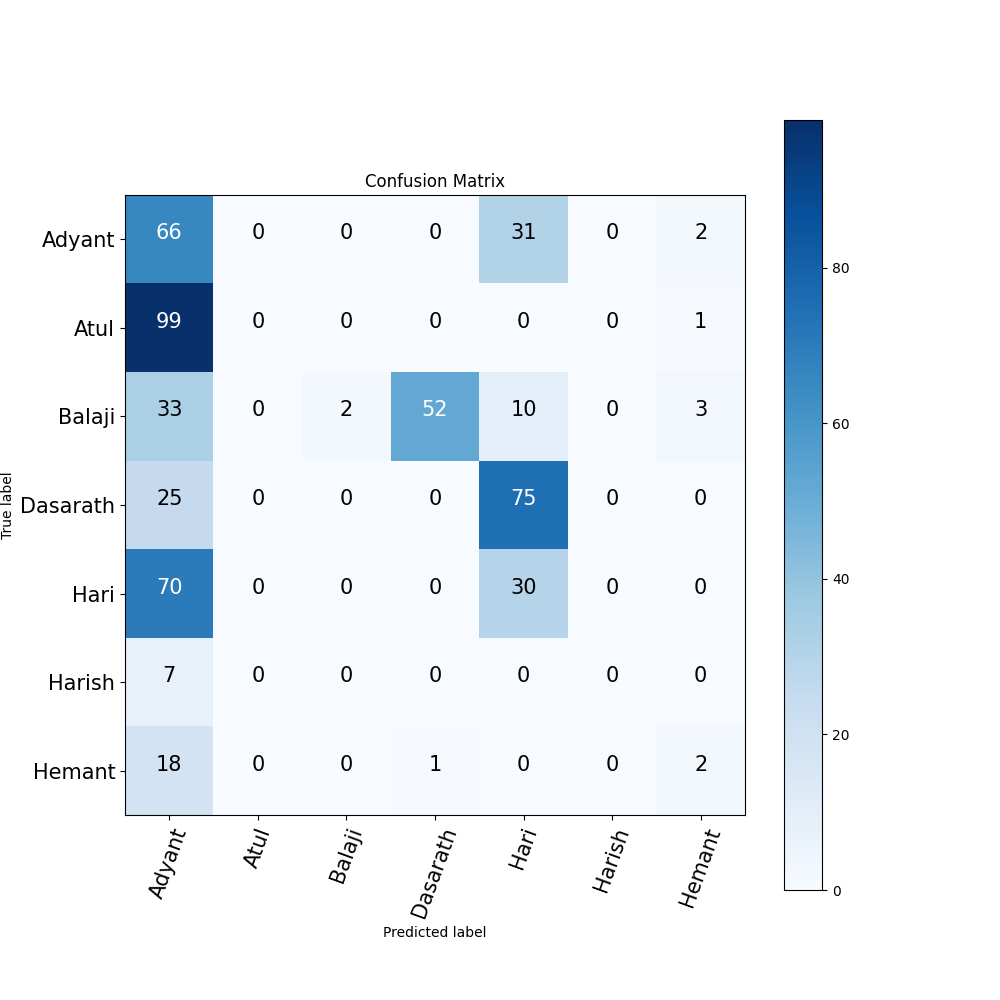 Confusion Matrix
Adyant 66 0 0 0 31 0 2
Atul 99 0 0 0 0 0 1
Balaji 33 0 2 52 10 0 3
Dasarath 25 0 0 0 75 0 0
Hari 70 0 0 0 30 0 0
Harish 7 0 0 0 0 0 0
Hemant 18 0 0 1 0 0 2
Adyant Atul Balaji Dasarath Hari Harish Hemant
True label
Predicted label
80
60
40
20
0